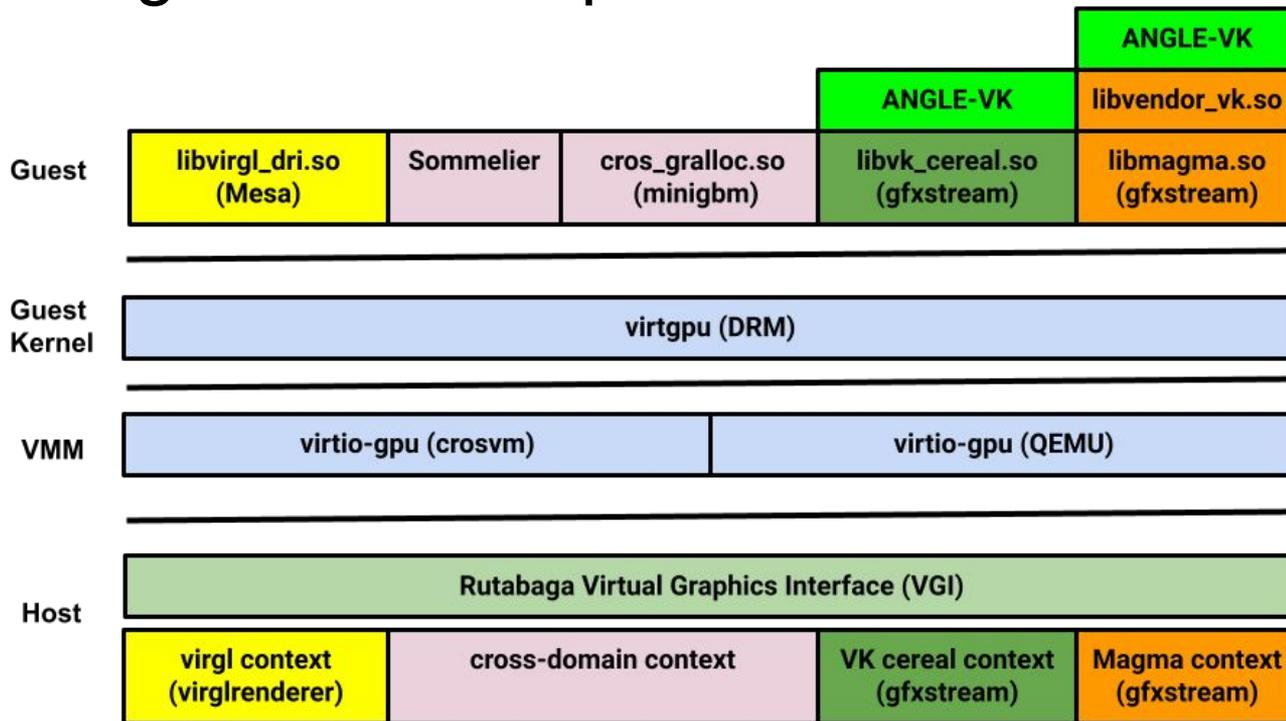 ANGLE-VK
ANGLE-VK
libvendor_vk.so
Guest
libvirgl_dri.so
(Mesa)
Sommelier
cros_gralloc.so
(minigbm)
libvk_cereal.so
(gfxstream)
libmagma.so
(gfxstream)
Guest
Kernel
virtgpu (DRM)
VMM
virtio-gpu (crosvm)
virtio-gpu (QEMU)
Host
Rutabaga Virtual Graphics Interface (VGI)
virgl context
(virglrenderer)
cross-domain context
VK cereal context
(gfxstream)
Magma context
(gfxstream)